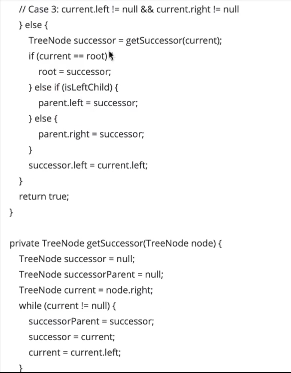 // Case 3: current.left != null && current.right != null
} else {
TreeNode successor = getSuccessor(current);
if (current == root) {
root = successor;
} else if (isLeftChild) {
parent.left = successor;
} else {
parent.right = successor;
}
successor.left = current.left;
}
return true;
}
private TreeNode getSuccessor(TreeNode node) {
TreeNode successor = null;
TreeNode successorParent = null;
TreeNode current = node.right;
while (current != null) {
successorParent = successor;
successor = current;
current = current.left;
}